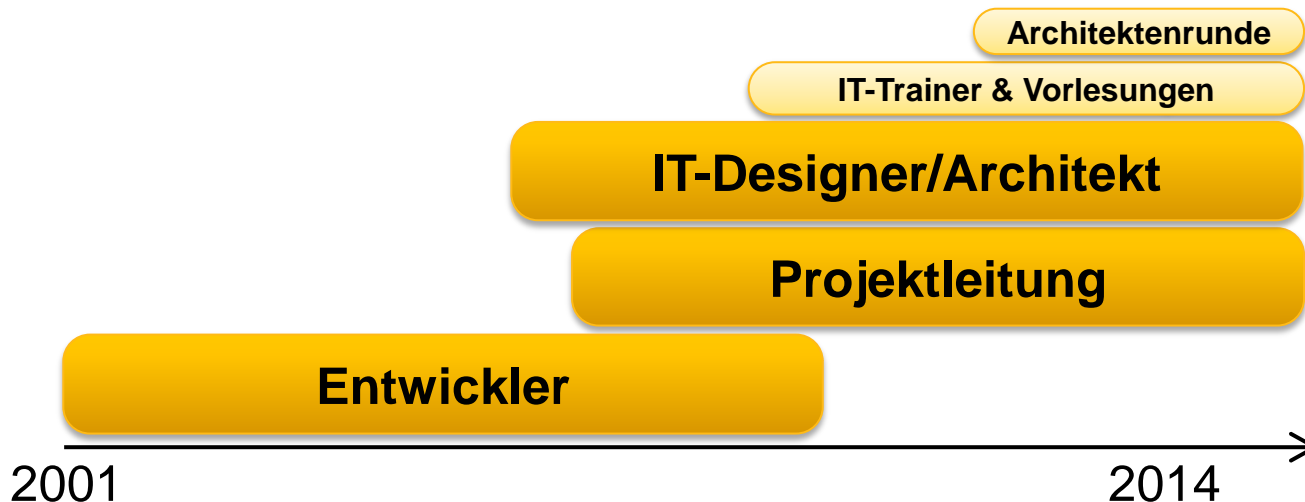 Architektenrunde
IT-Trainer & Vorlesungen
IT-Designer/Architekt
Projektleitung
Entwickler
2001 2014